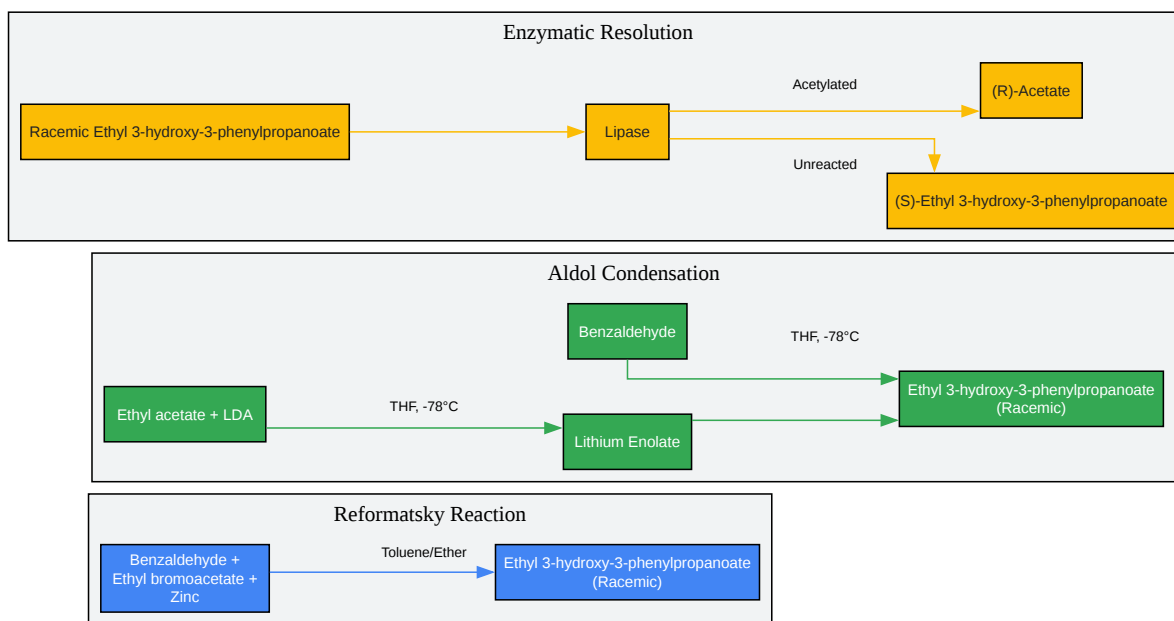 Enzymatic Resolution
Racemic Ethyl 3-hydroxy-3-phenylpropanoate
Lipase
Acetylated
(R)-Acetate
Unreacted
(S)-Ethyl 3-hydroxy-3-phenylpropanoate
Aldol Condensation
Benzaldehyde
THF, -78°C
Ethyl acetate + LDA
THF, -78°C
Lithium Enolate
Ethyl 3-hydroxy-3-phenylpropanoate
(Racemic)
Reformatsky Reaction
Benzaldehyde +
Ethyl bromoacetate +
Zinc
Toluene/Ether
Ethyl 3-hydroxy-3-phenylpropanoate
(Racemic)